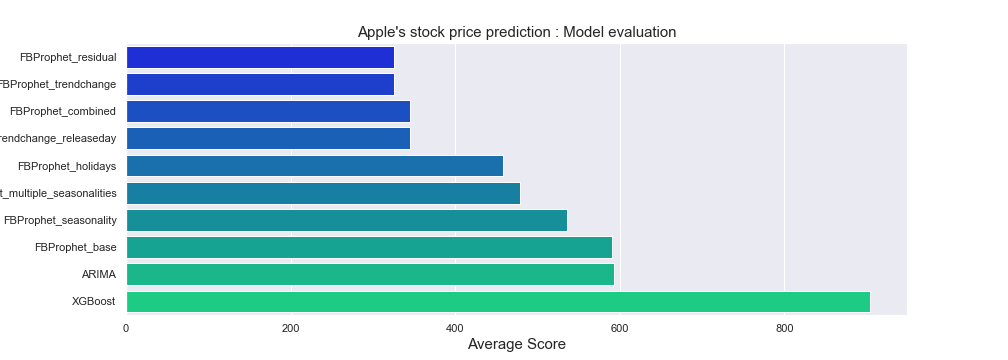 Apple's stock price prediction : Model evaluation
FBProphet_residual
FBProphet_trendchange
FBProphet_combined
rendchange_releaseday
FBProphet_holidays
t_multiple_seasonalities
FBProphet_seasonality
FBProphet_base
ARIMA
XGBoost
0 200 400 600 800
Average Score